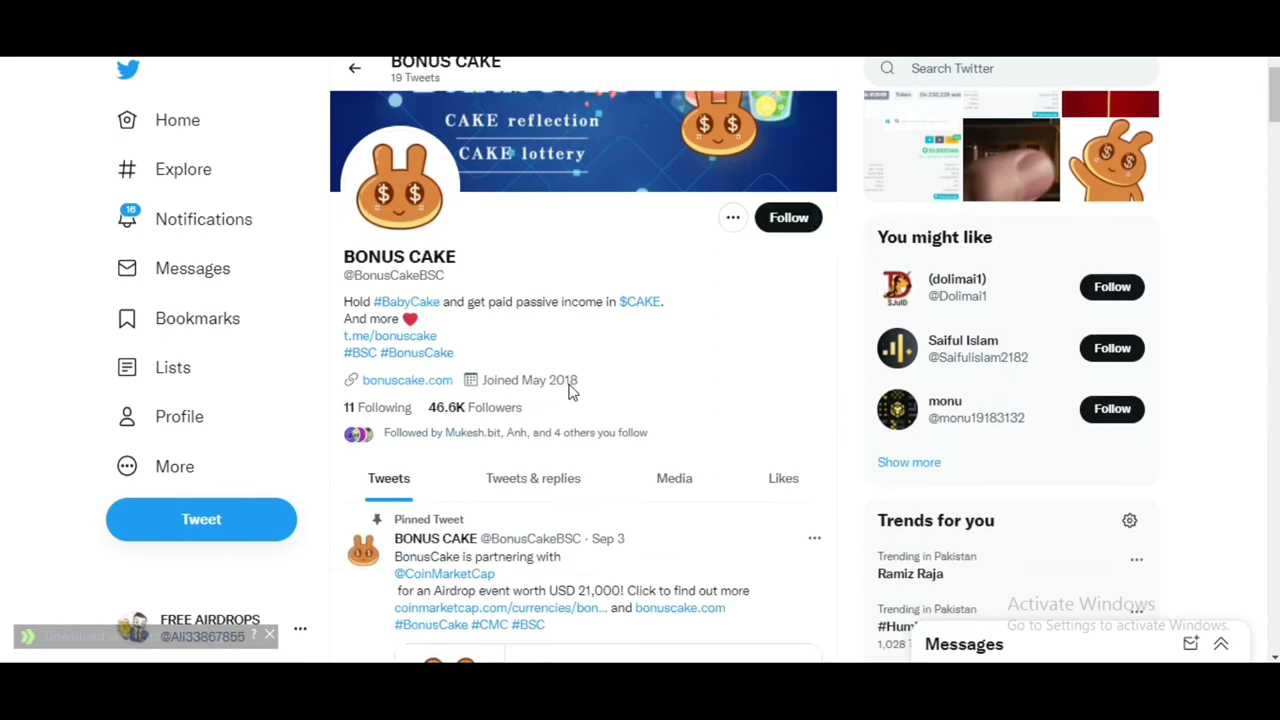 BONUS CAKE
19 Tweets
Search Twitter
Home
Explore
16
Notifications
Messages
Bookmarks
Lists
Profile
More
Tweet
FREE AIRDROPS
@Ali33867855
?
CAKE reflection
CAKE lottery
Follow
BONUS CAKE
@BonusCakeBSC
Hold #BabyCake and get paid passive income in $CAKE.
And more
t.me/bonuscake
#BSC #BonusCake
bonuscake.com Joined May 2018
11 Following 46.6K Followers
Followed by Mukesh.bit, Anh, and 4 others you follow
Tweets Tweets & replies Media Likes
Pinned Tweet
BONUS CAKE @BonusCakeBSC · Sep 3
BonusCake is partnering with
@CoinMarketCap
for an Airdrop event worth USD 21,000! Click to find out more
coinmarketcap.com/currencies/bon... and bonuscake.com
#BonusCake #CMC #BSC
You might like
(dolimai1)
@Dolimai1
Follow
Saiful Islam
@Saifulislam2182
Follow
monu
@monu19183132
Follow
Show more
Trends for you
Trending in Pakistan
Ramiz Raja
Trending in Pakistan
1,028
Activate Windows
Go to Settings to activate Windows.
Messages